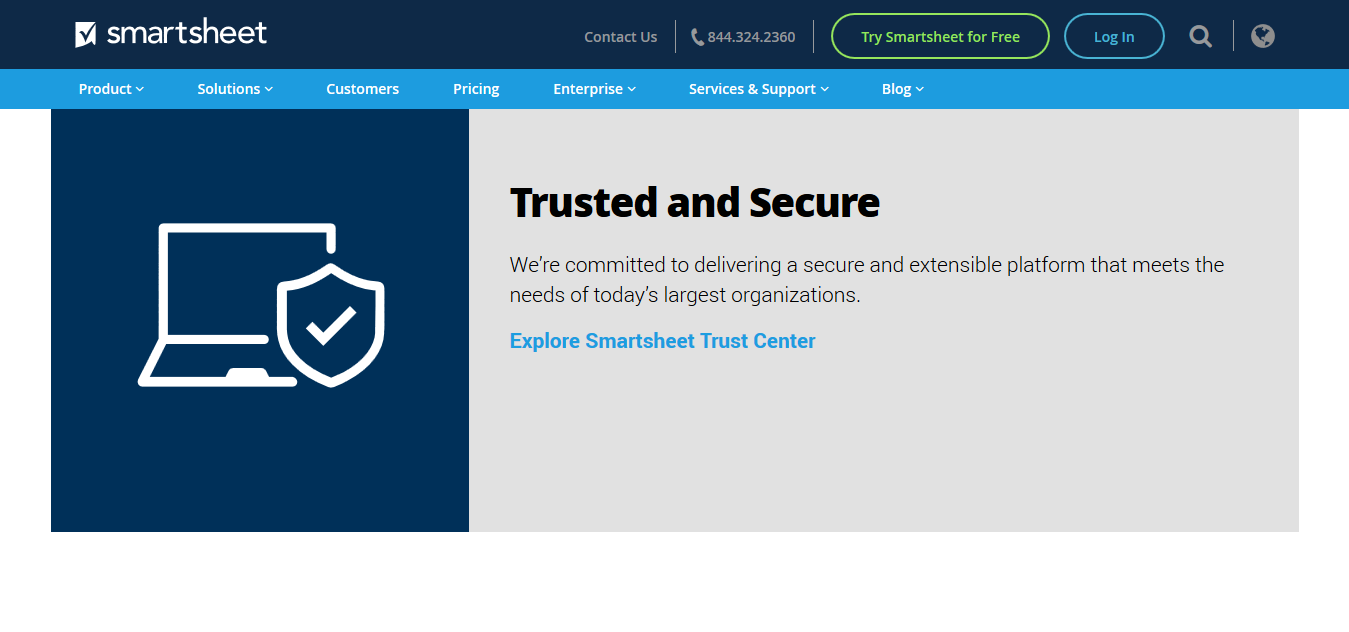 smartsheet
Contact Us
844.324.2360
Try Smartsheet for Free
Log In
Product
Solutions
Customers
Pricing
Enterprise
Services & Support
Blog
Trusted and Secure
We’re committed to delivering a secure and extensible platform that meets the
needs of today’s largest organizations.
Explore Smartsheet Trust Center